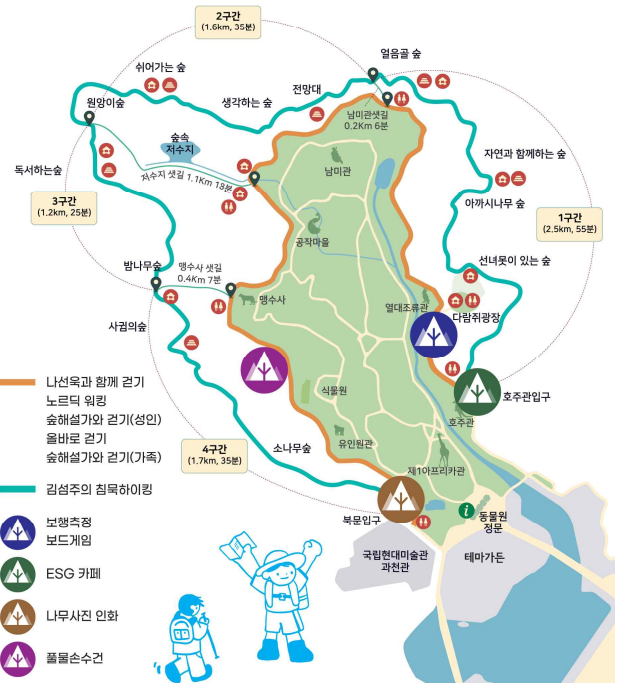 2구간
(1.6km, 35분)
얼음골 숲
쉬어가는 숲
전망대
원앙이숲
생각하는 숲
남미관샛길
0.2Km 6분
숲속
저수지
자연과 함께하는 숲
독서하는숲
저수지 샛길 1.1Km 18분
남미관
3구간
(1.2km, 25분)
아까시나무 숲
1구간
(2.5km, 55분)
공작마을
선녀못이 있는 숲
밤나무숲
맹수사 샛길
0.4Km 7분
맹수사
열대조류관
다람쥐광장
사귐의숲
나선욱과 함께 걷기
노르딕 워킹
숲해설가와 걷기(성인)
올바로 걷기
숲해설가와 걷기(가족)
식물원
호주관입구
호주관
4구간
(1.7km, 35분)
소나무숲
유인원관
제1아프리카관
김섬주의 침묵하이킹
북문입구
동물원
정문
보행측정
보드게임
국립현대미술관
과천관
테마가든
ESG 카페
나무사진 인화
풀물손수건